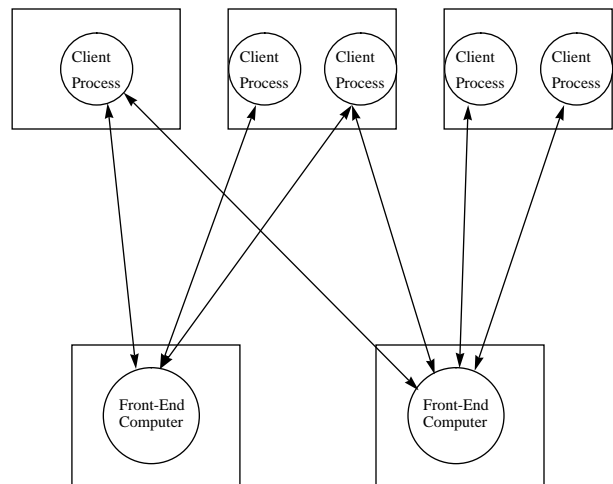 Client
Process
Client
Process
Client
Process
Client
Process
Client
Process
Front-End
Computer
Front-End
Computer